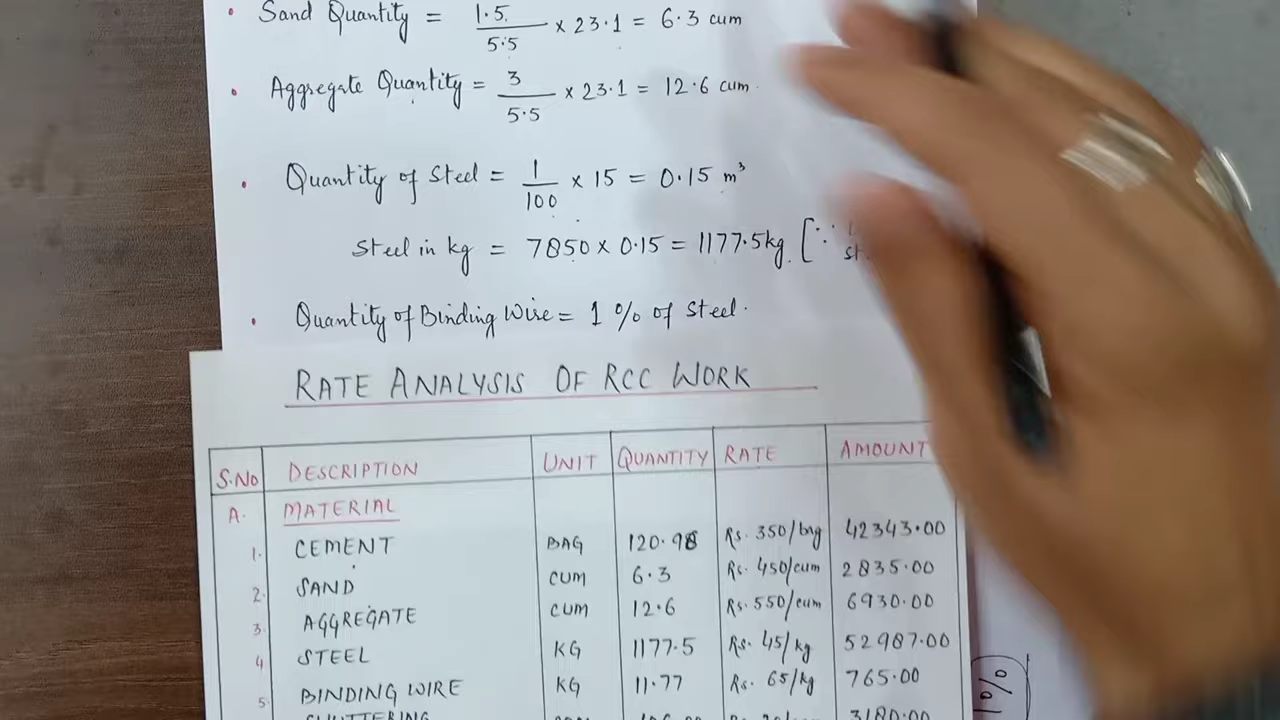 • Sand Quantity = 1.5/5.5 × 23.1 = 6.3 cum
• Aggregate Quantity = 3/5.5 × 23.1 = 12.6 cum
• Quantity of Steel = 1/100 × 15 = 0.15 m³
Steel in kg = 7850 × 0.15 = 1177.5kg. [∵
• Quantity of Binding Wire = 1 % of Steel.
RATE ANALYSIS OF RCC WORK
S.No DESCRIPTION UNIT QUANTITY RATE AMOUNT
A. MATERIAL
1. CEMENT BAG 120.98 Rs. 350/bag 42343.00
2. SAND CUM 6.3 Rs. 450/cum 2835.00
3. AGGREGATE CUM 12.6 Rs. 550/cum 6930.00
4 STEEL KG 1177.5 Rs. 45/kg 52987.00
5. BINDING WIRE KG 11.77 Rs. 65/kg 765.00
SHUTTERING 3180.00